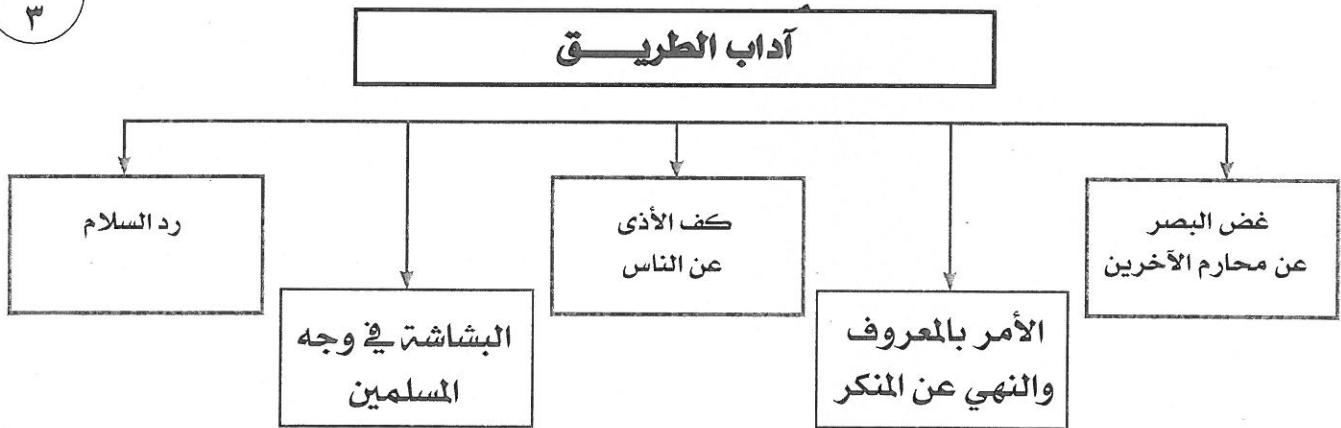 ٣
آداب الطريق
غض البصر
عن محارم الآخرين
الأمر بالمعروف
والنهي عن المنكر
كف الأذى
عن الناس
البشاشة في وجه
المسلمين
رد السلام